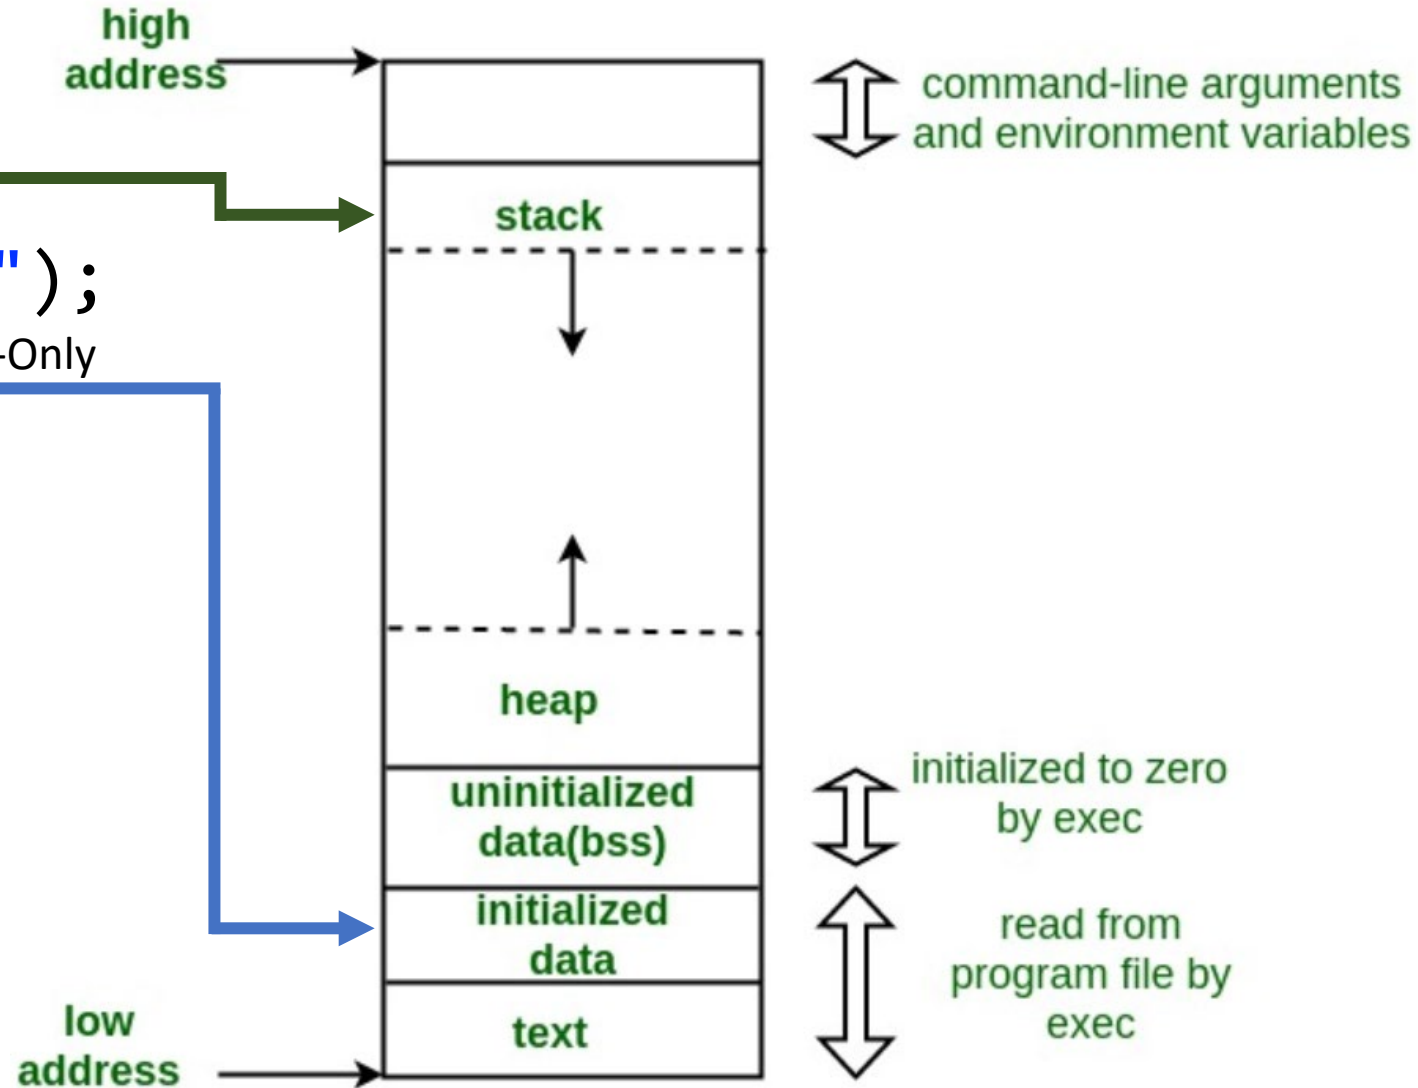 high
address
command-line arguments
and environment variables
stack
");
-Only
heap
uninitialized
data(bss)
initialized to zero
by exec
initialized
data
read from
program file by
exec
text
low
address